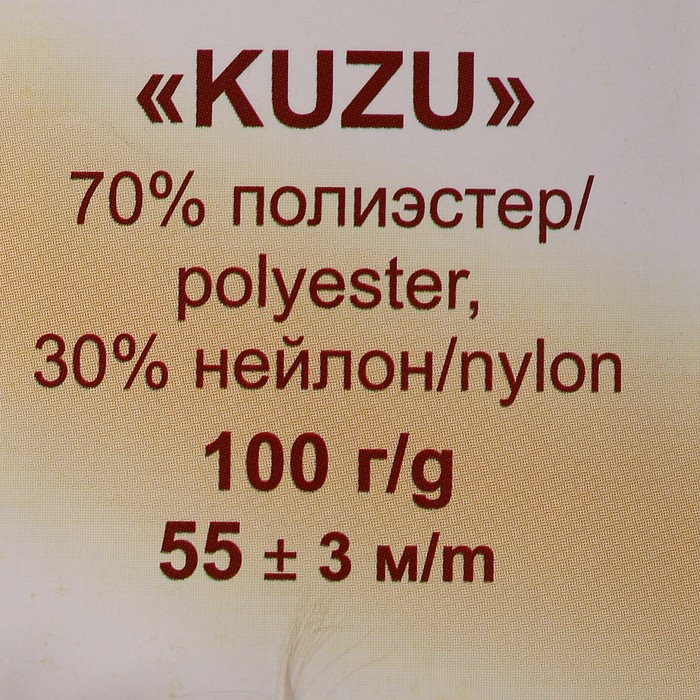 «KUZU»
70% полиэстер/
polyester,
30% нейлон/nylon
100 г/g
55 ± 3 м/m